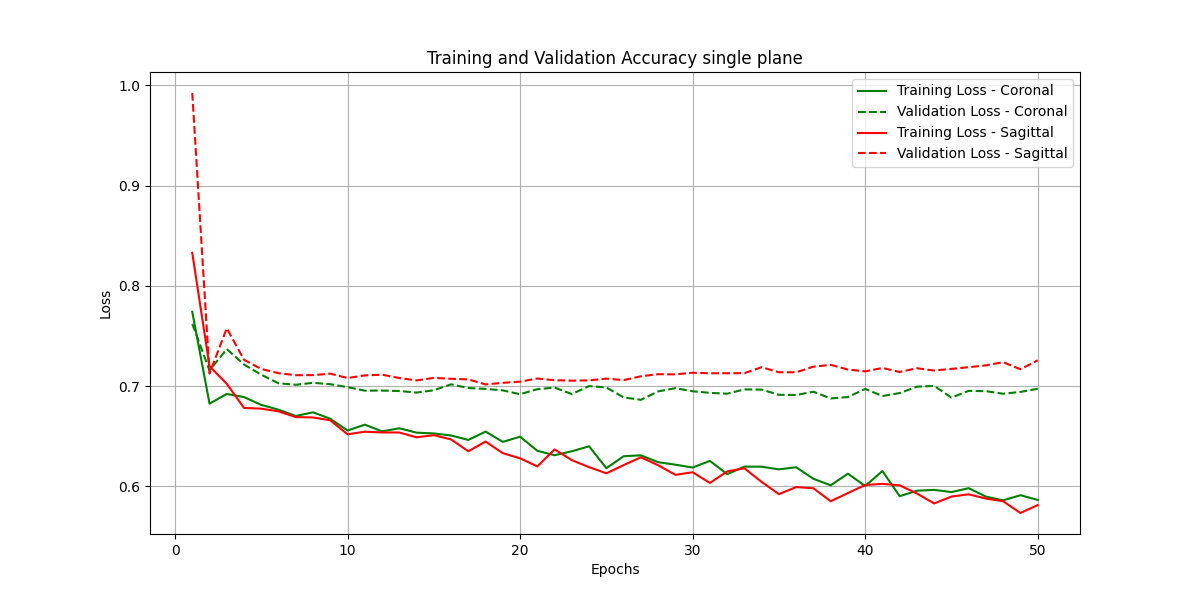 Training and Validation Accuracy single plane
Training Loss - Coronal
Validation Loss - Coronal
Training Loss - Sagittal
Validation Loss - Sagittal
1.0
0.9
0.8
0.7
0.6
Loss
0 10 20 30 40 50
Epochs